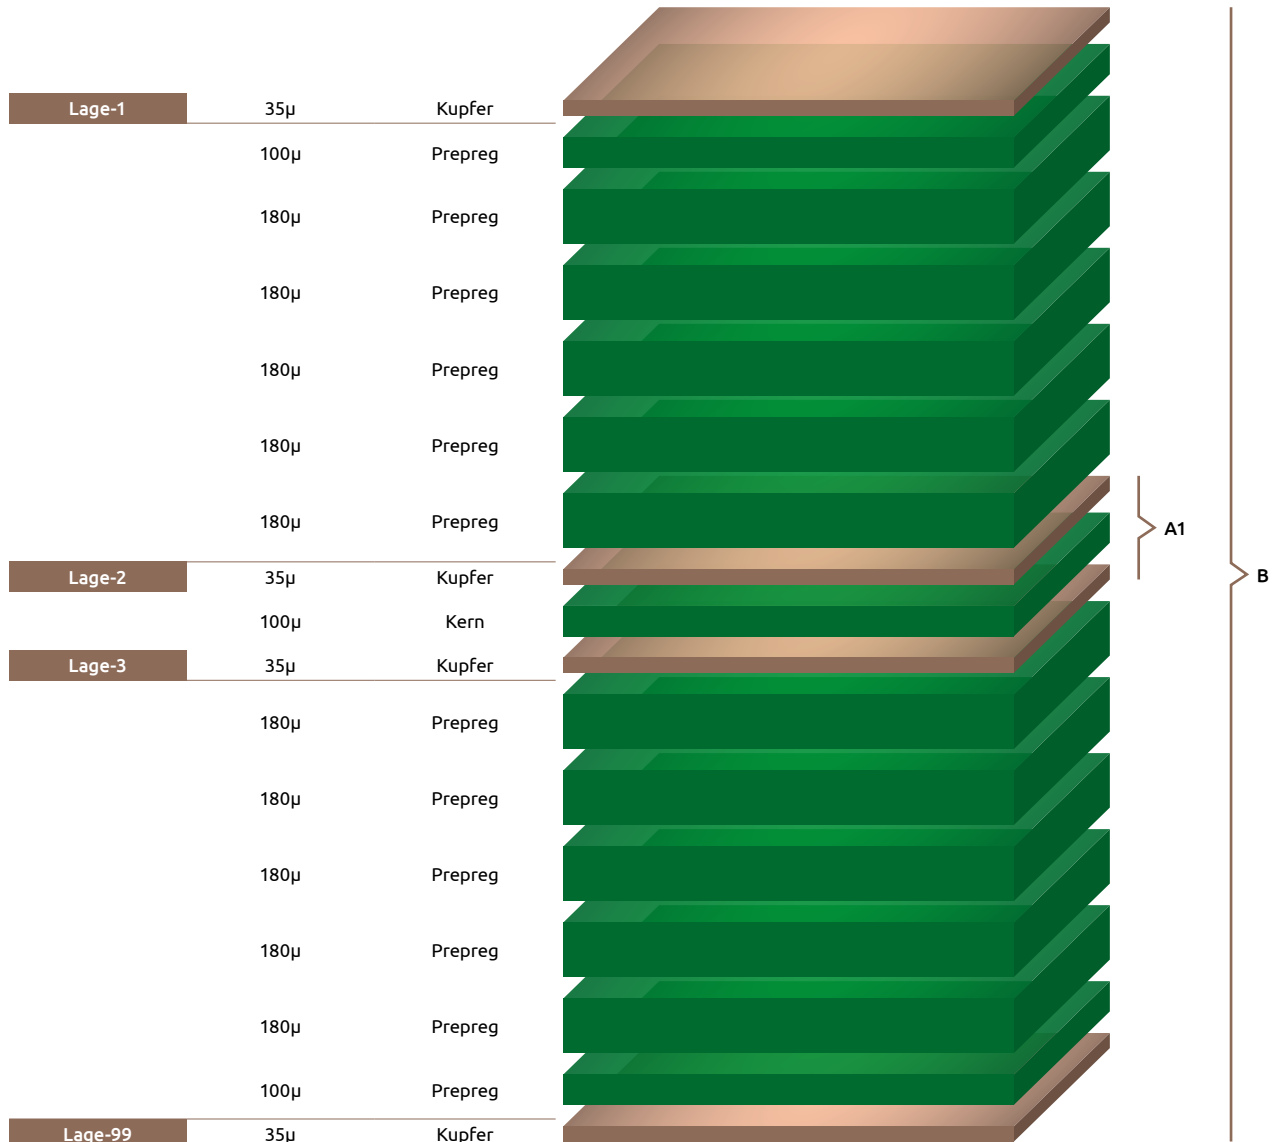 Lage-1 35µ Kupfer
100µ Prepreg
180µ Prepreg
180µ Prepreg
180µ Prepreg
180µ Prepreg
180µ Prepreg
A1
Lage-2 35µ Kupfer
B
100µ Kern
Lage-3 35µ Kupfer
180µ Prepreg
180µ Prepreg
180µ Prepreg
180µ Prepreg
180µ Prepreg
100µ Prepreg
Lage-99 35µ Kupfer